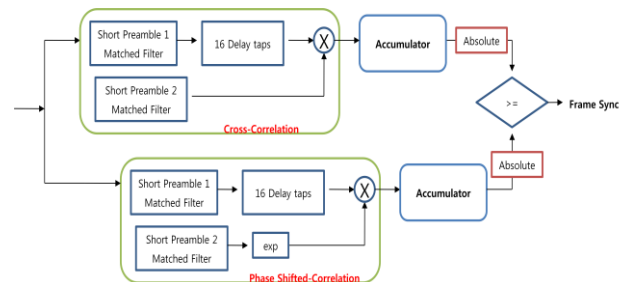 Short Preamble 1
Matched Filter
16 Delay taps
X
Short Preamble 2
Matched Filter
Cross-Correlation
Accumulator
Absolute
>=
Frame Sync
Short Preamble 1
Matched Filter
16 Delay taps
X
Short Preamble 2
Matched Filter
exp
Phase Shifted-Correlation
Accumulator
Absolute